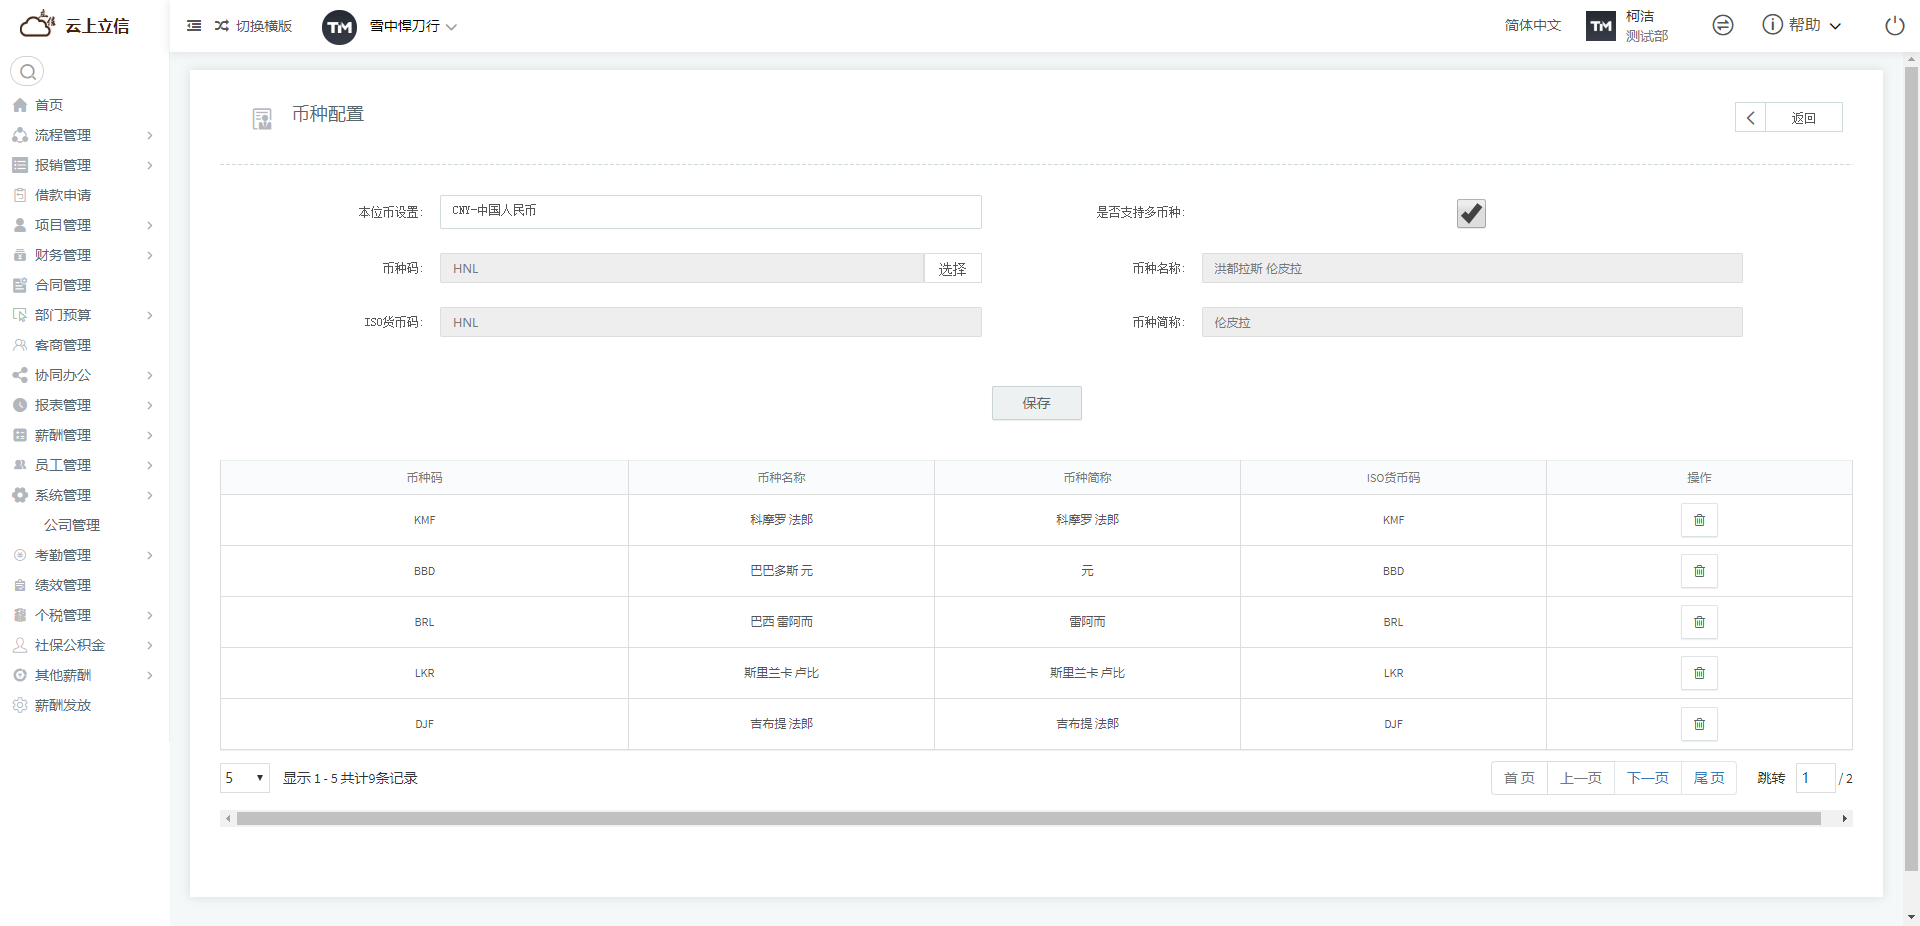 云上立信
切换横版
TM 雪中悍刀行
简体中文
TM 柯洁
测试部
帮助
首页
流程管理
报销管理
借款申请
项目管理
财务管理
合同管理
部门预算
客商管理
协同办公
报表管理
薪酬管理
员工管理
系统管理
公司管理
考勤管理
绩效管理
个税管理
社保公积金
其他薪酬
薪酬发放
币种配置
返回
本位币设置: CNY-中国人民币 是否支持多币种:
币种码: HNL 选择 币种名称: 洪都拉斯 伦皮拉
ISO货币码: HNL 币种简称: 伦皮拉
保存
币种码 币种名称 币种简称 ISO货币码 操作
KMF 科摩罗 法郎 科摩罗 法郎 KMF
BBD 巴巴多斯 元 元 BBD
BRL 巴西 雷阿而 雷阿而 BRL
LKR 斯里兰卡 卢比 斯里兰卡 卢比 LKR
DJF 吉布提 法郎 吉布提 法郎 DJF
5 显示 1 - 5 共计9条记录 首页 上一页 下一页 尾页 跳转 1 / 2